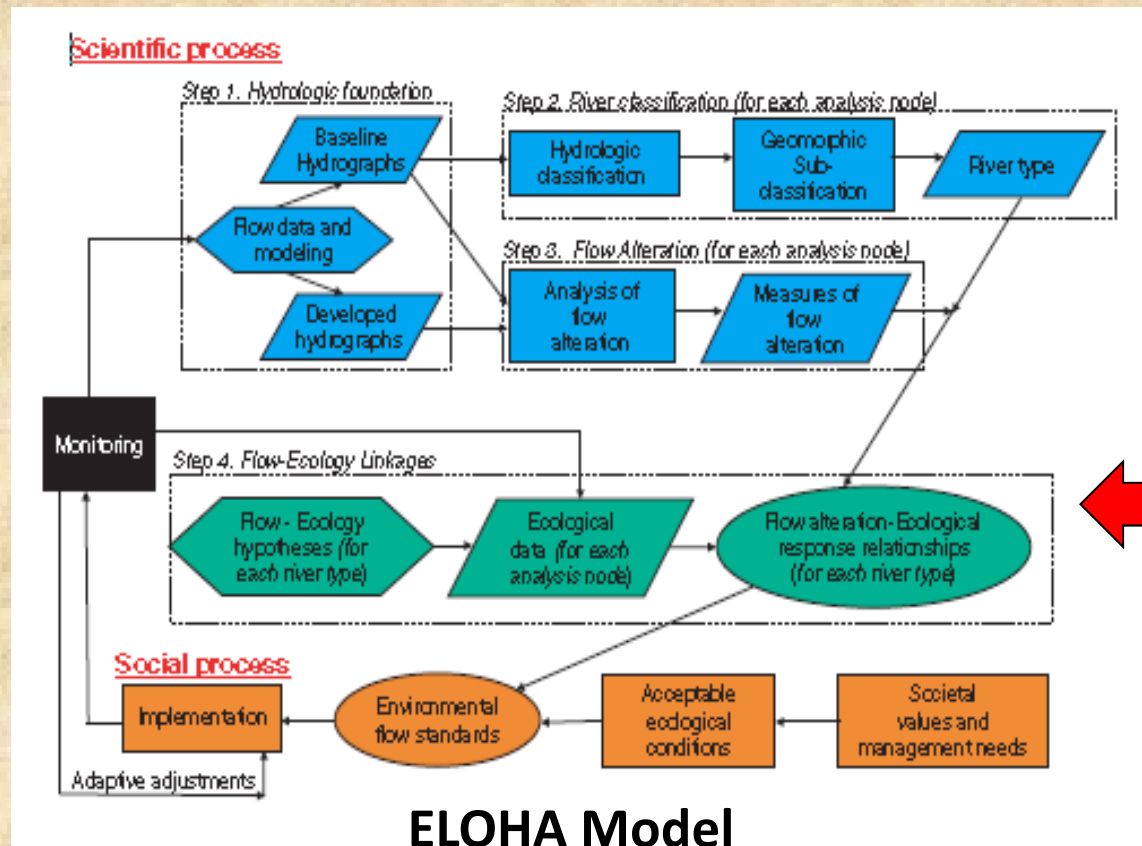 Scientific process
Step 1. Hydrologic foundation
Baseline
Hydrographs
Flow data and
modeling
Developed
hydrographs
Step 2. River classification (for each analysis node)
Hydrologic
classification
Geomorphic
Sub-
classification
River type
Step 3. Flow Alteration (for each analysis node)
Analysis of
flow
alteration
Measures of
flow
alteration
Monitoring
Step 4. Flow-Ecology Linkages
Flow - Ecology
hypotheses (for
each river type)
Ecological
data (for each
analysis node)
Flow alteration-Ecological
response relationships
(for each river type)
Social process
Implementation
Environmental
flow standards
Acceptable
ecological
conditions
Societal
values and
management needs
Adaptive adjustments
ELOHA Model